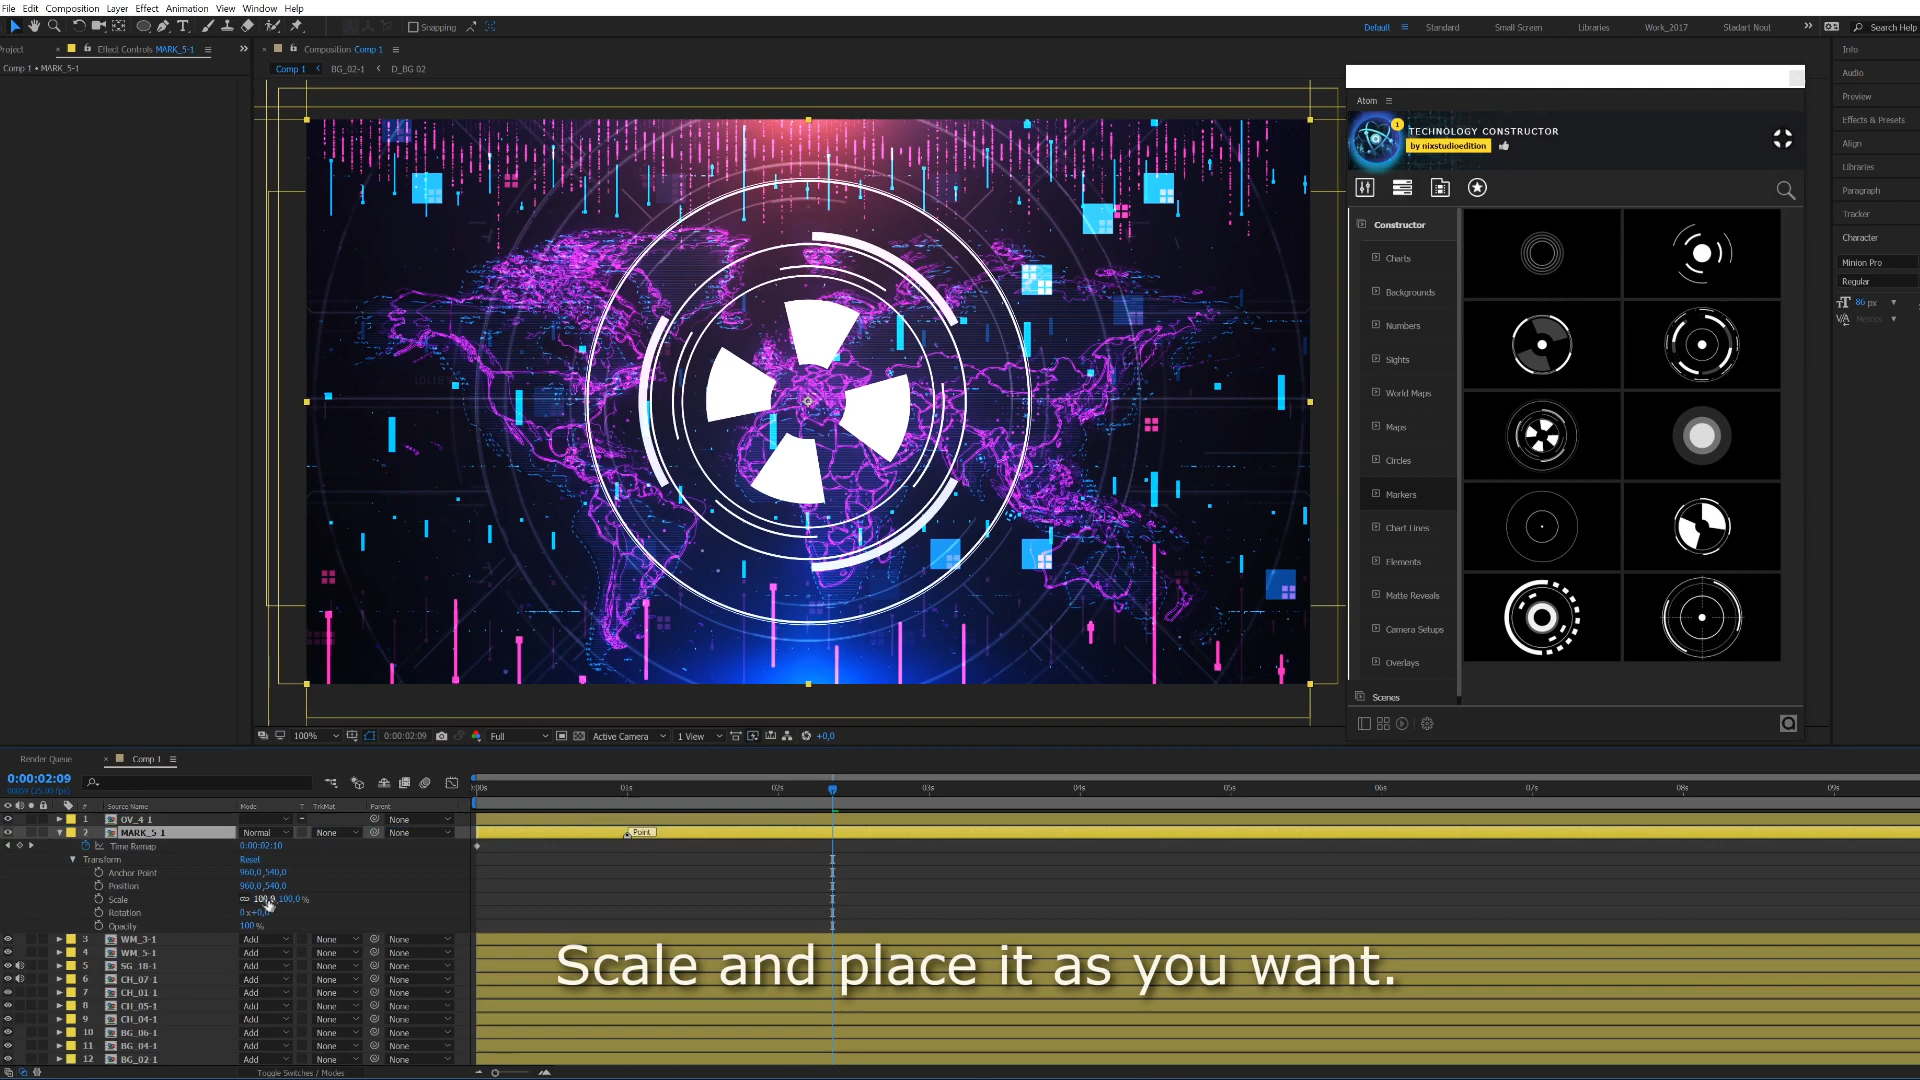 File Edit Composition Layer Effect Animation View Window Help
Snapping
Default Standard Small Screen Libraries Work_2017 Stadart Nout Search Help
Project Effect Controls MARK_5-1
Composition Comp 1
Comp 1 • MARK_5-1
Comp 1 BG_02-1 D_BG 02
Atom
1
TECHNOLOGY CONSTRUCTOR
by nixstudioedition
Constructor
Charts
Backgrounds
Numbers
Sights
World Maps
Maps
Circles
Markers
Chart Lines
Elements
Matte Reveals
Camera Setups
Overlays
Scenes
Info
Audio
Preview
Effects & Presets
Align
Libraries
Paragraph
Tracker
Character
Minion Pro
Regular
86 px
Metrics
100% 0:00:02:09 Full Active Camera 1 View +0,0
Render Queue Comp 1
0:00:02:09
00059 (25.00 fps)
:00s 01s 02s 03s 04s 05s 06s 07s 08s 09s
# Source Name Mode T TrkMat Parent
1 OV_4 1 None
2 MARK_5-1 Normal None None
Point
Time Remap 0:00:02:10
Transform Reset
Anchor Point 960,0,540,0
Position 960,0,540,0
Scale 100,0,100,0 %
Rotation 0 x+0,0
Opacity 100 %
3 WM_3-1 Add None None
4 WM_5-1 Add None None
5 SG_18-1 Add None None
6 CH_07-1 Add None None
7 CH_01 1 Add None None
8 CH_05-1 Add None None
9 CH_04-1 Add None None
10 BG_06-1 Add None None
11 BG_04-1 Add None None
12 BG_02-1 Add None None
Scale and place it as you want.
Toggle Switches / Modes